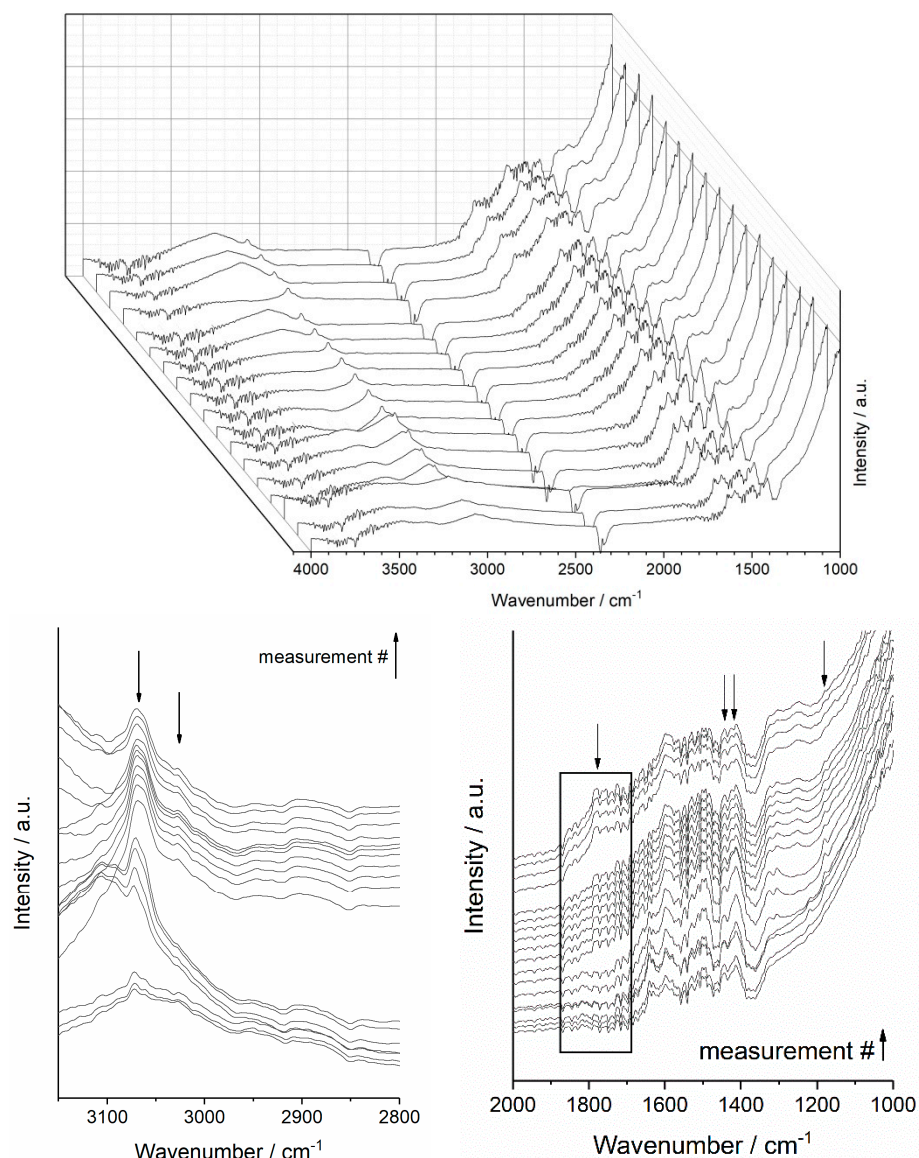 Intensity / a.u.
4000 3500 3000 2500 2000 1500 1000
Wavenumber / cm-1
measurement #
Intensity / a.u.
3100 3000 2900 2800
Wavenumber / cm-1
Intensity / a.u.
measurement #
2000 1800 1600 1400 1200 1000
Wavenumber / cm-1